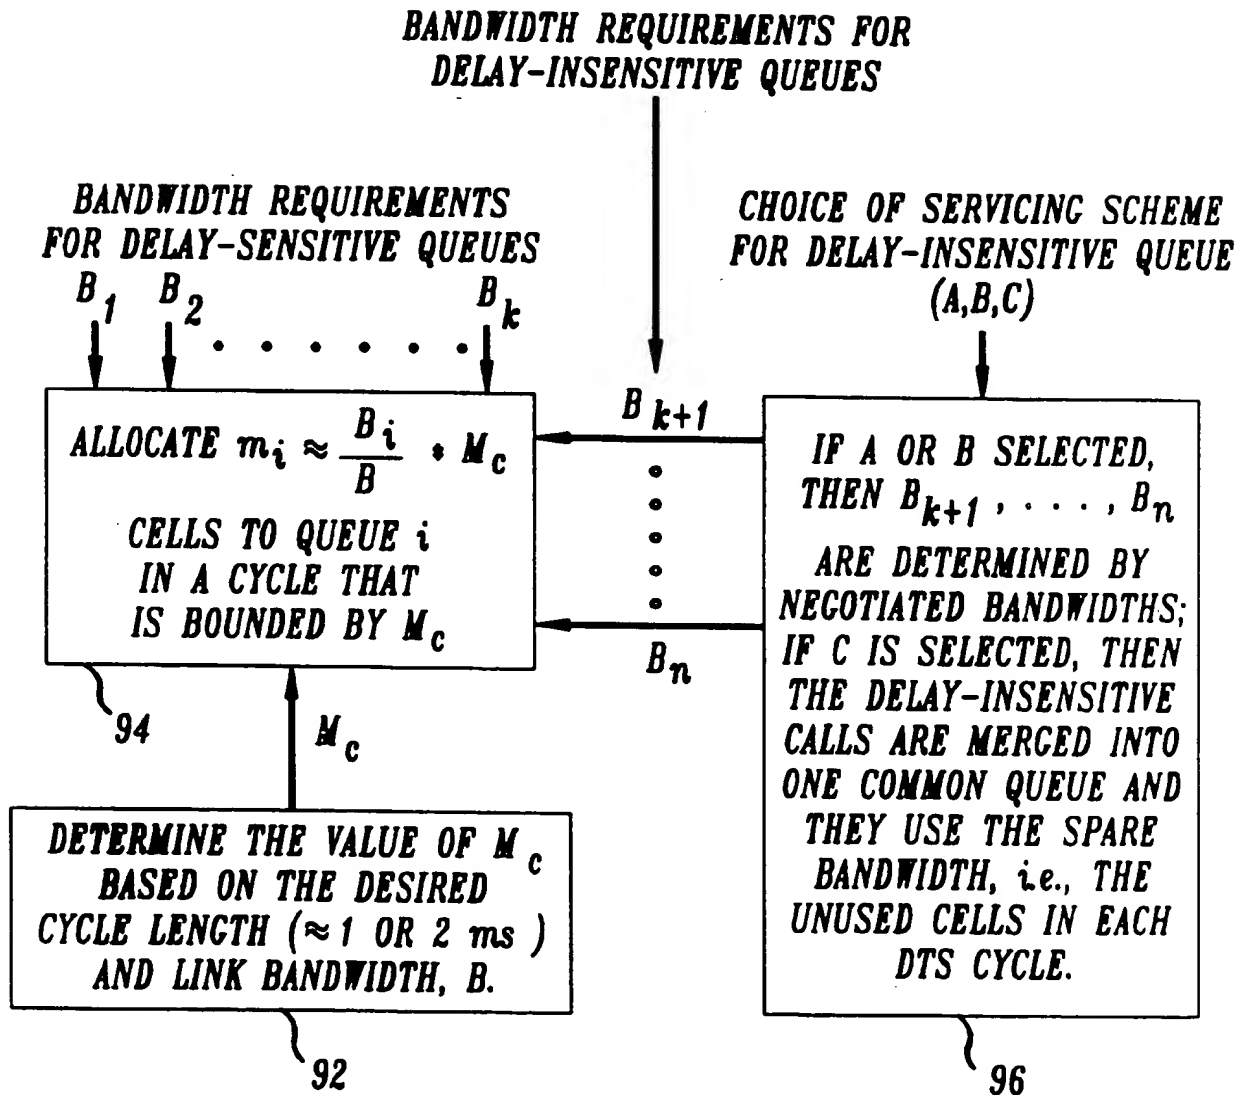 BANDWIDTH REQUIREMENTS FOR
DELAY-INSENSITIVE QUEUES
BANDWIDTH REQUIREMENTS
FOR DELAY-SENSITIVE QUEUES
B1 B2 Bk
CHOICE OF SERVICING SCHEME
FOR DELAY-INSENSITIVE QUEUE
(A,B,C)
ALLOCATE mi ≈ Bi/B * Mc
CELLS TO QUEUE i
IN A CYCLE THAT
IS BOUNDED BY Mc
94
Bk+1
Bn
IF A OR B SELECTED,
THEN Bk+1 , . . . . , Bn
ARE DETERMINED BY
NEGOTIATED BANDWIDTHS;
IF C IS SELECTED, THEN
THE DELAY-INSENSITIVE
CALLS ARE MERGED INTO
ONE COMMON QUEUE AND
THEY USE THE SPARE
BANDWIDTH, i.e., THE
UNUSED CELLS IN EACH
DTS CYCLE.
96
Mc
DETERMINE THE VALUE OF Mc
BASED ON THE DESIRED
CYCLE LENGTH (≈ 1 OR 2 ms )
AND LINK BANDWIDTH, B.
92